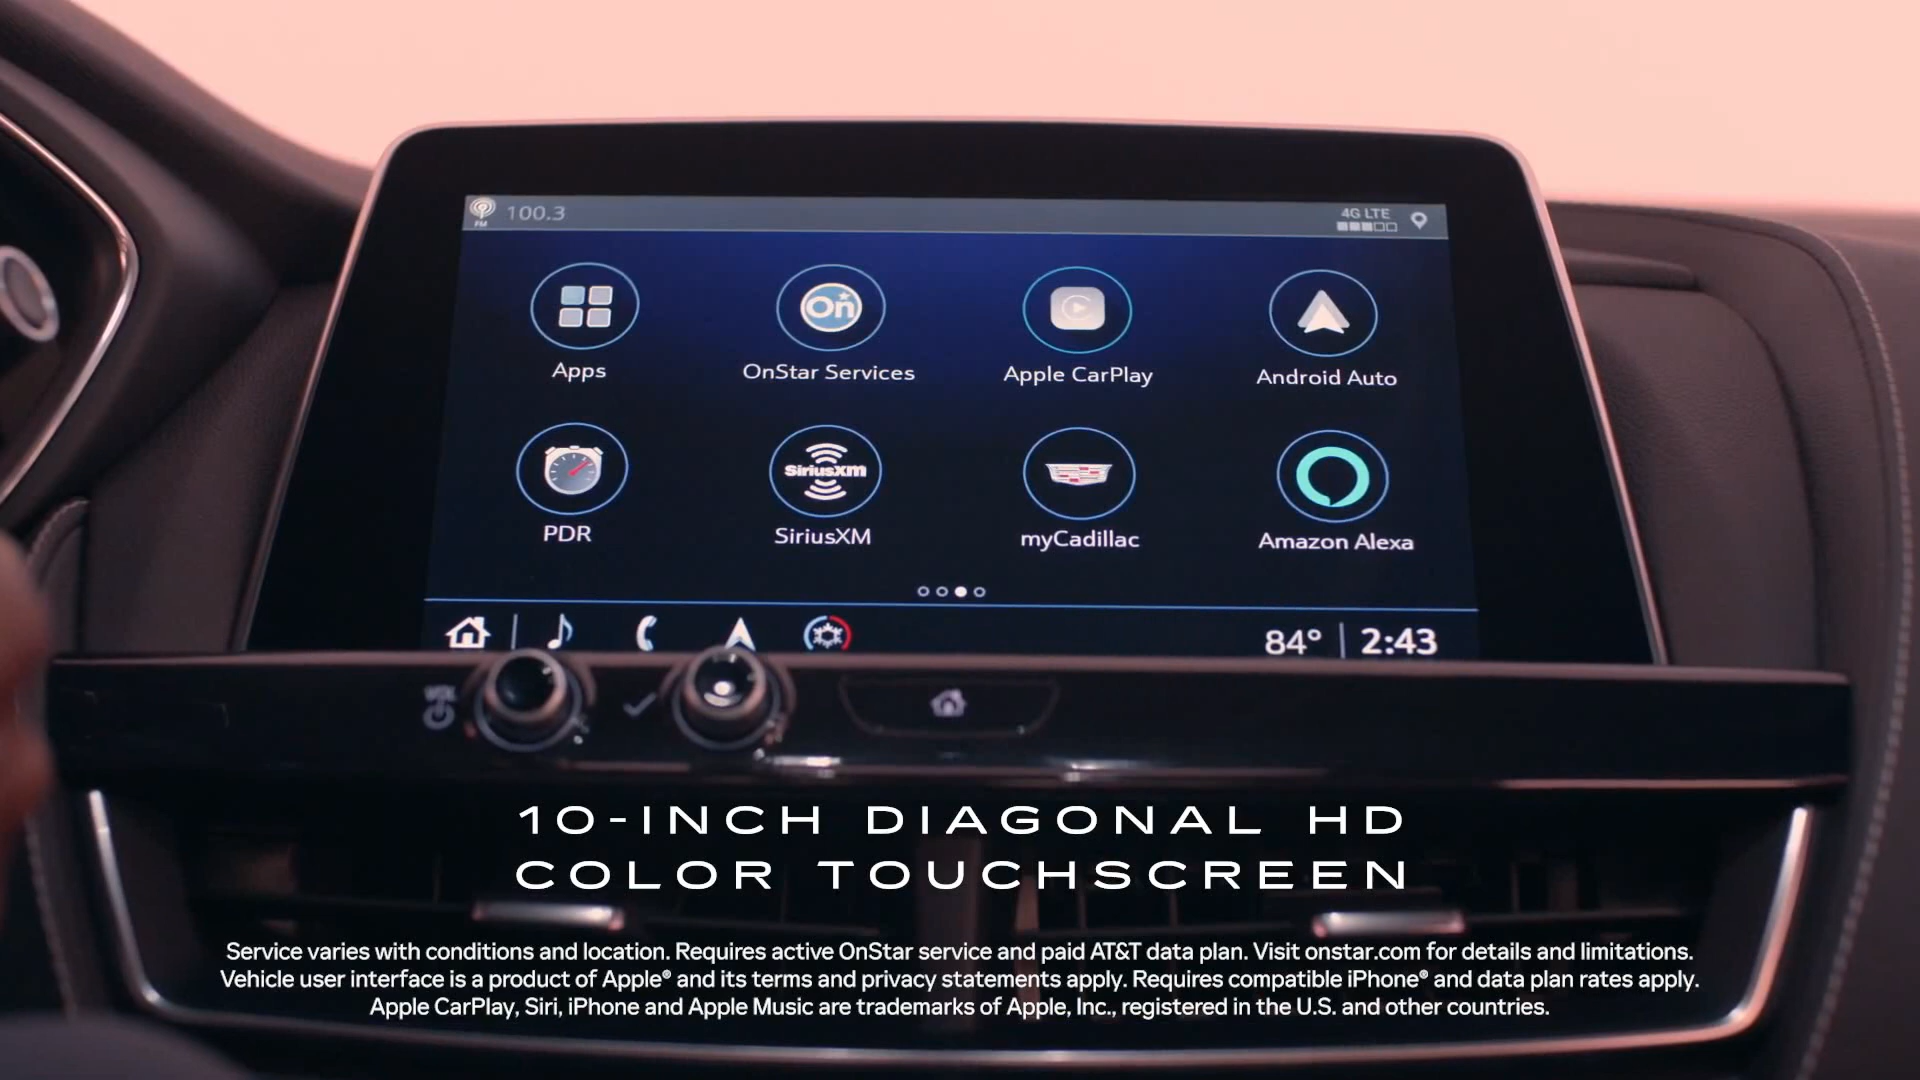 FM 100.3 4G LTE
On
Apps OnStar Services Apple CarPlay Android Auto
SiriusXM
PDR SiriusXM myCadillac Amazon Alexa
84° 2:43
VOL
10-INCH DIAGONAL HD
COLOR TOUCHSCREEN
Service varies with conditions and location. Requires active OnStar service and paid AT&T data plan. Visit onstar.com for details and limitations.
Vehicle user interface is a product of Apple® and its terms and privacy statements apply. Requires compatible iPhone® and data plan rates apply.
Apple CarPlay, Siri, iPhone and Apple Music are trademarks of Apple, Inc., registered in the U.S. and other countries.